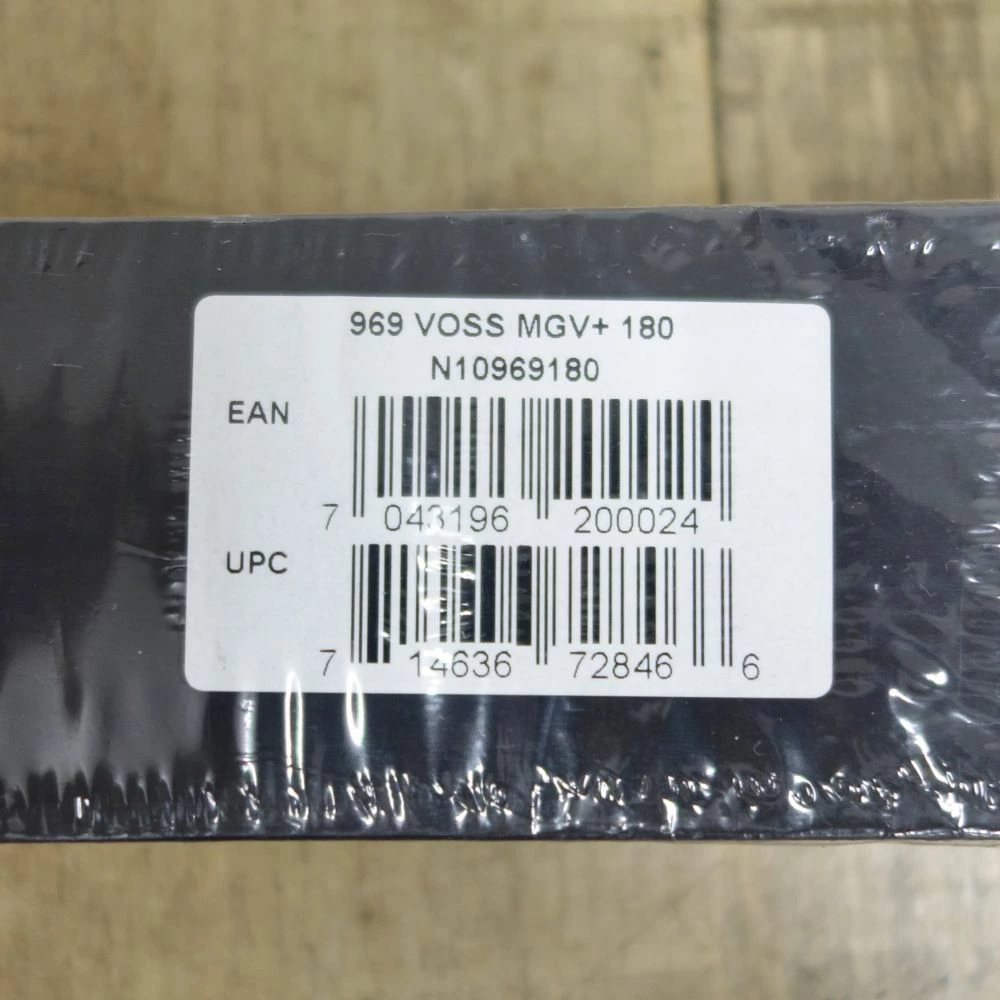 969 VOSS MGV+ 180
N10969180
EAN
7 043196 200024
UPC
7 14636 72846 6